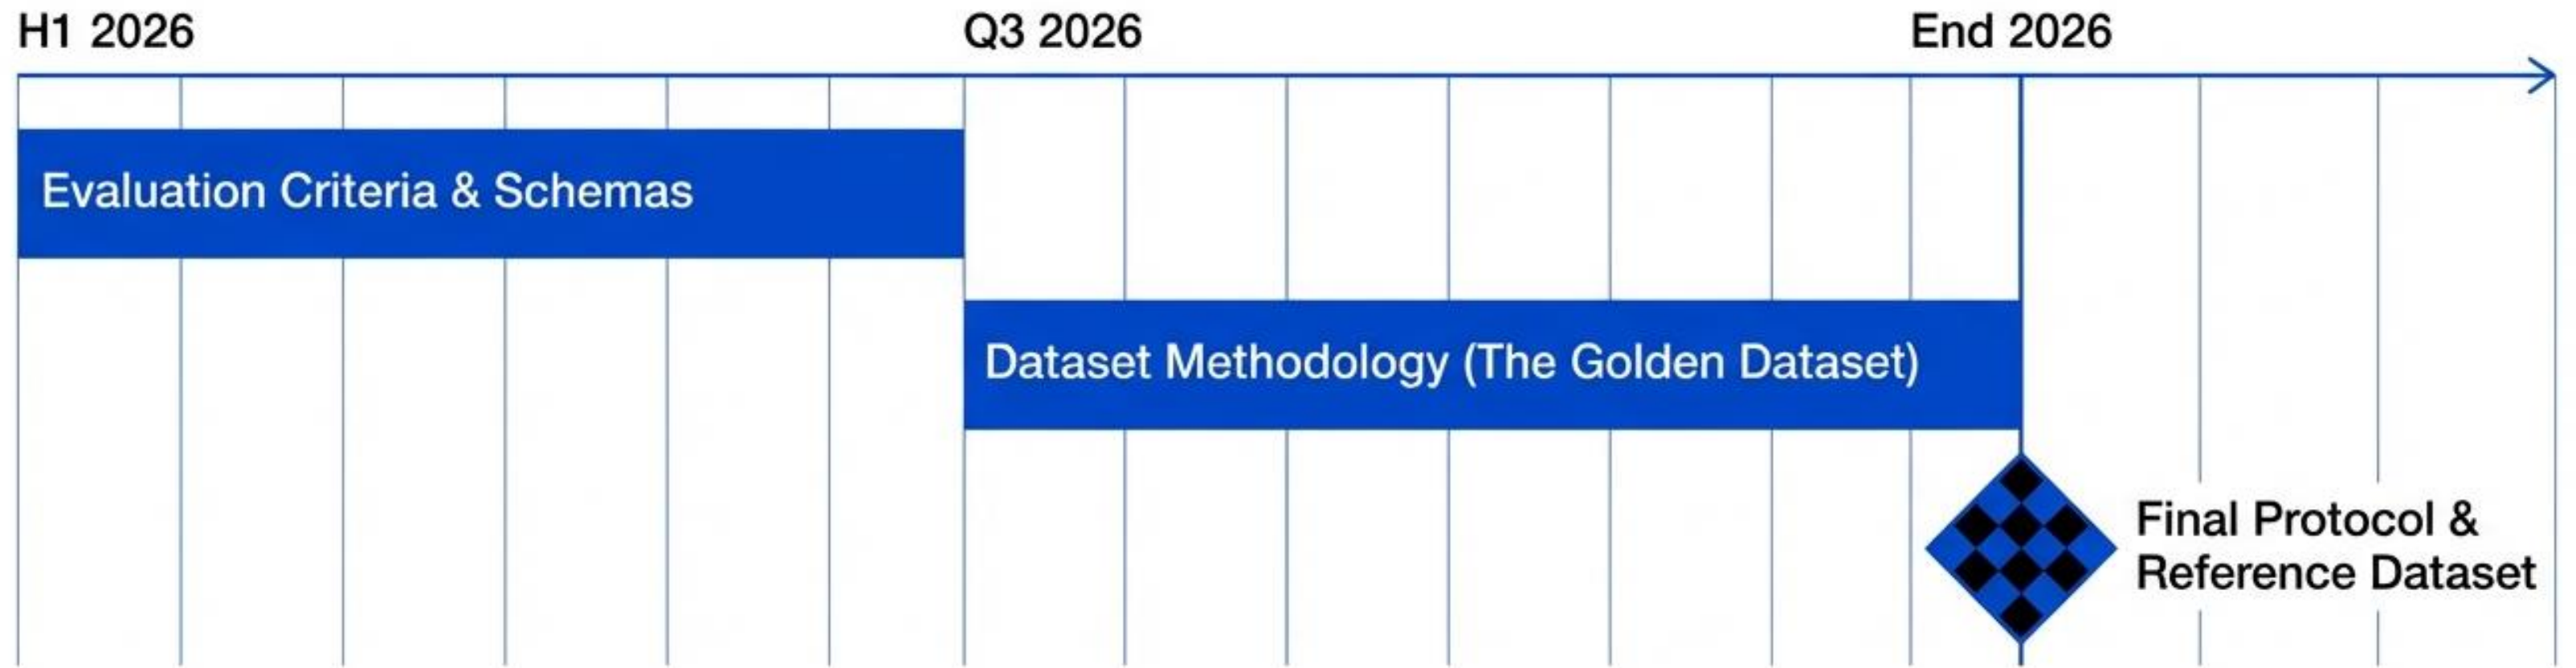 H1 2026
Q3 2026
End 2026
Evaluation Criteria & Schemas
Dataset Methodology (The Golden Dataset)
Final Protocol &
Reference Dataset